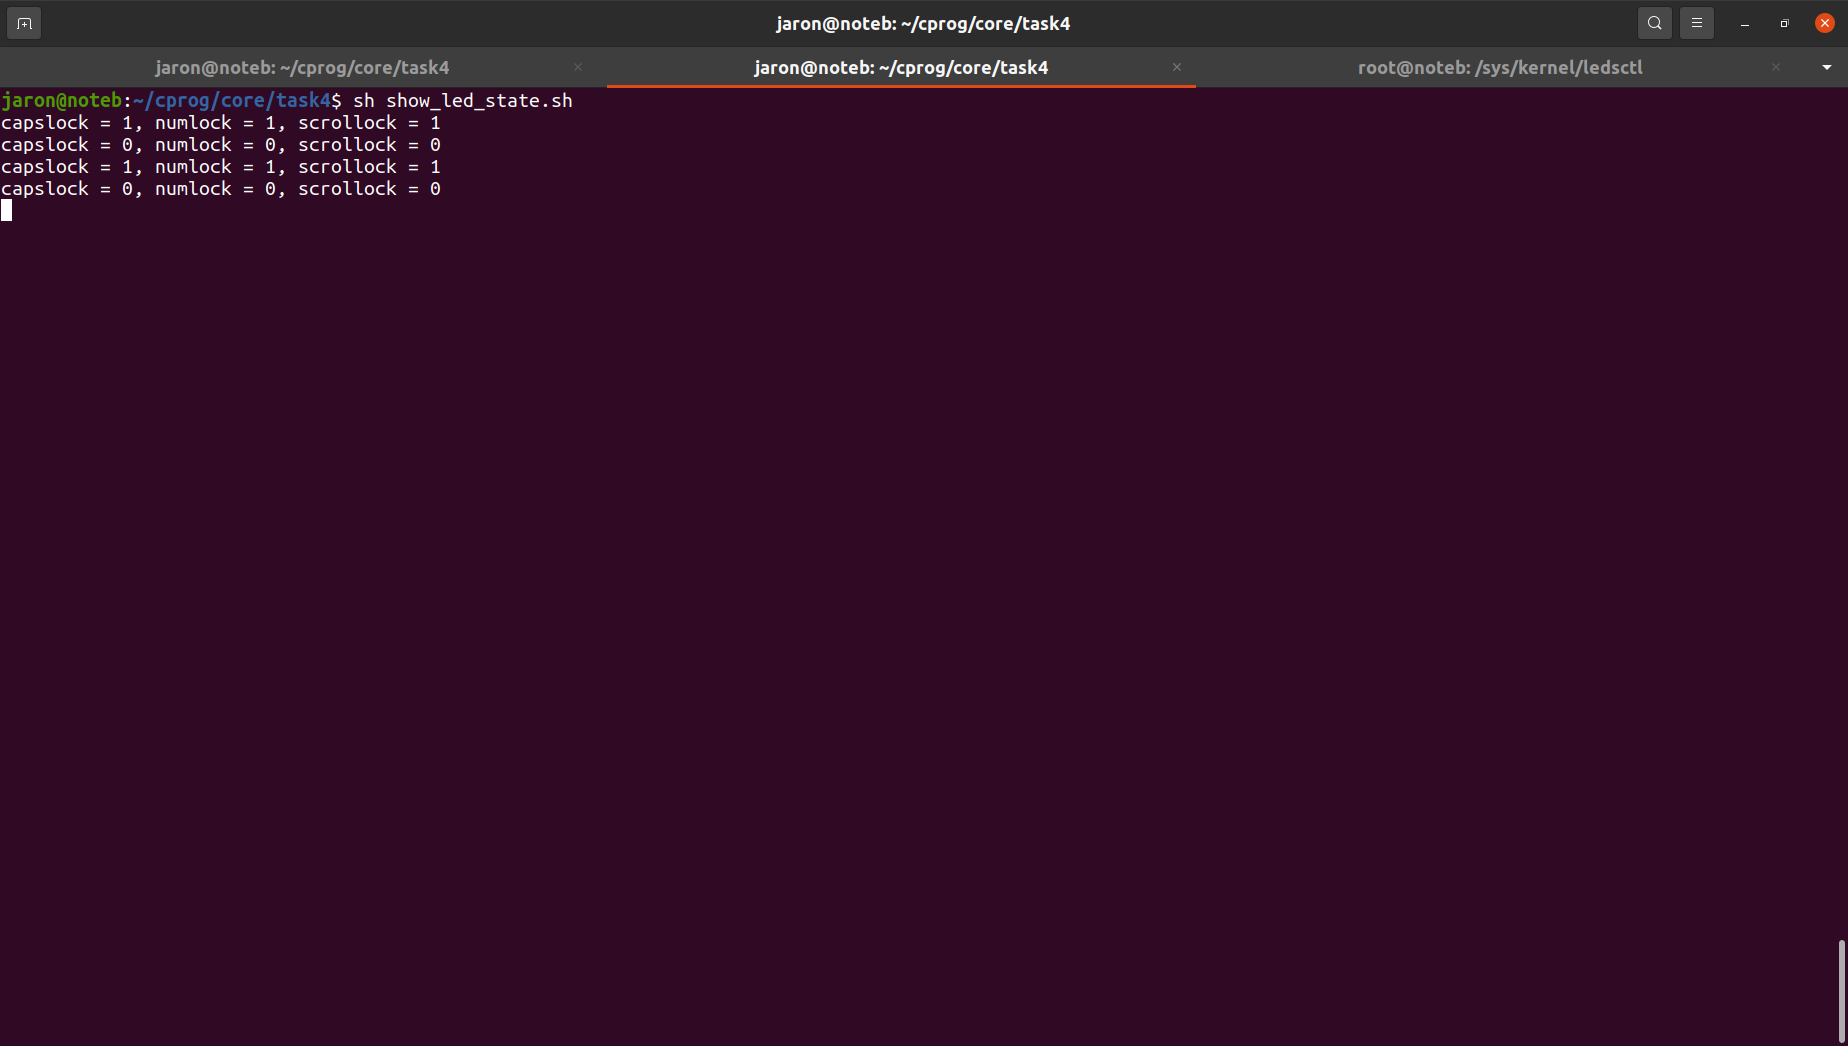 jaron@noteb: ~/cprog/core/task4
jaron@noteb: ~/cprog/core/task4
jaron@noteb: ~/cprog/core/task4
root@noteb: /sys/kernel/ledsctl
jaron@noteb:~/cprog/core/task4$ sh show_led_state.sh
capslock = 1, numlock = 1, scrollock = 1
capslock = 0, numlock = 0, scrollock = 0
capslock = 1, numlock = 1, scrollock = 1
capslock = 0, numlock = 0, scrollock = 0